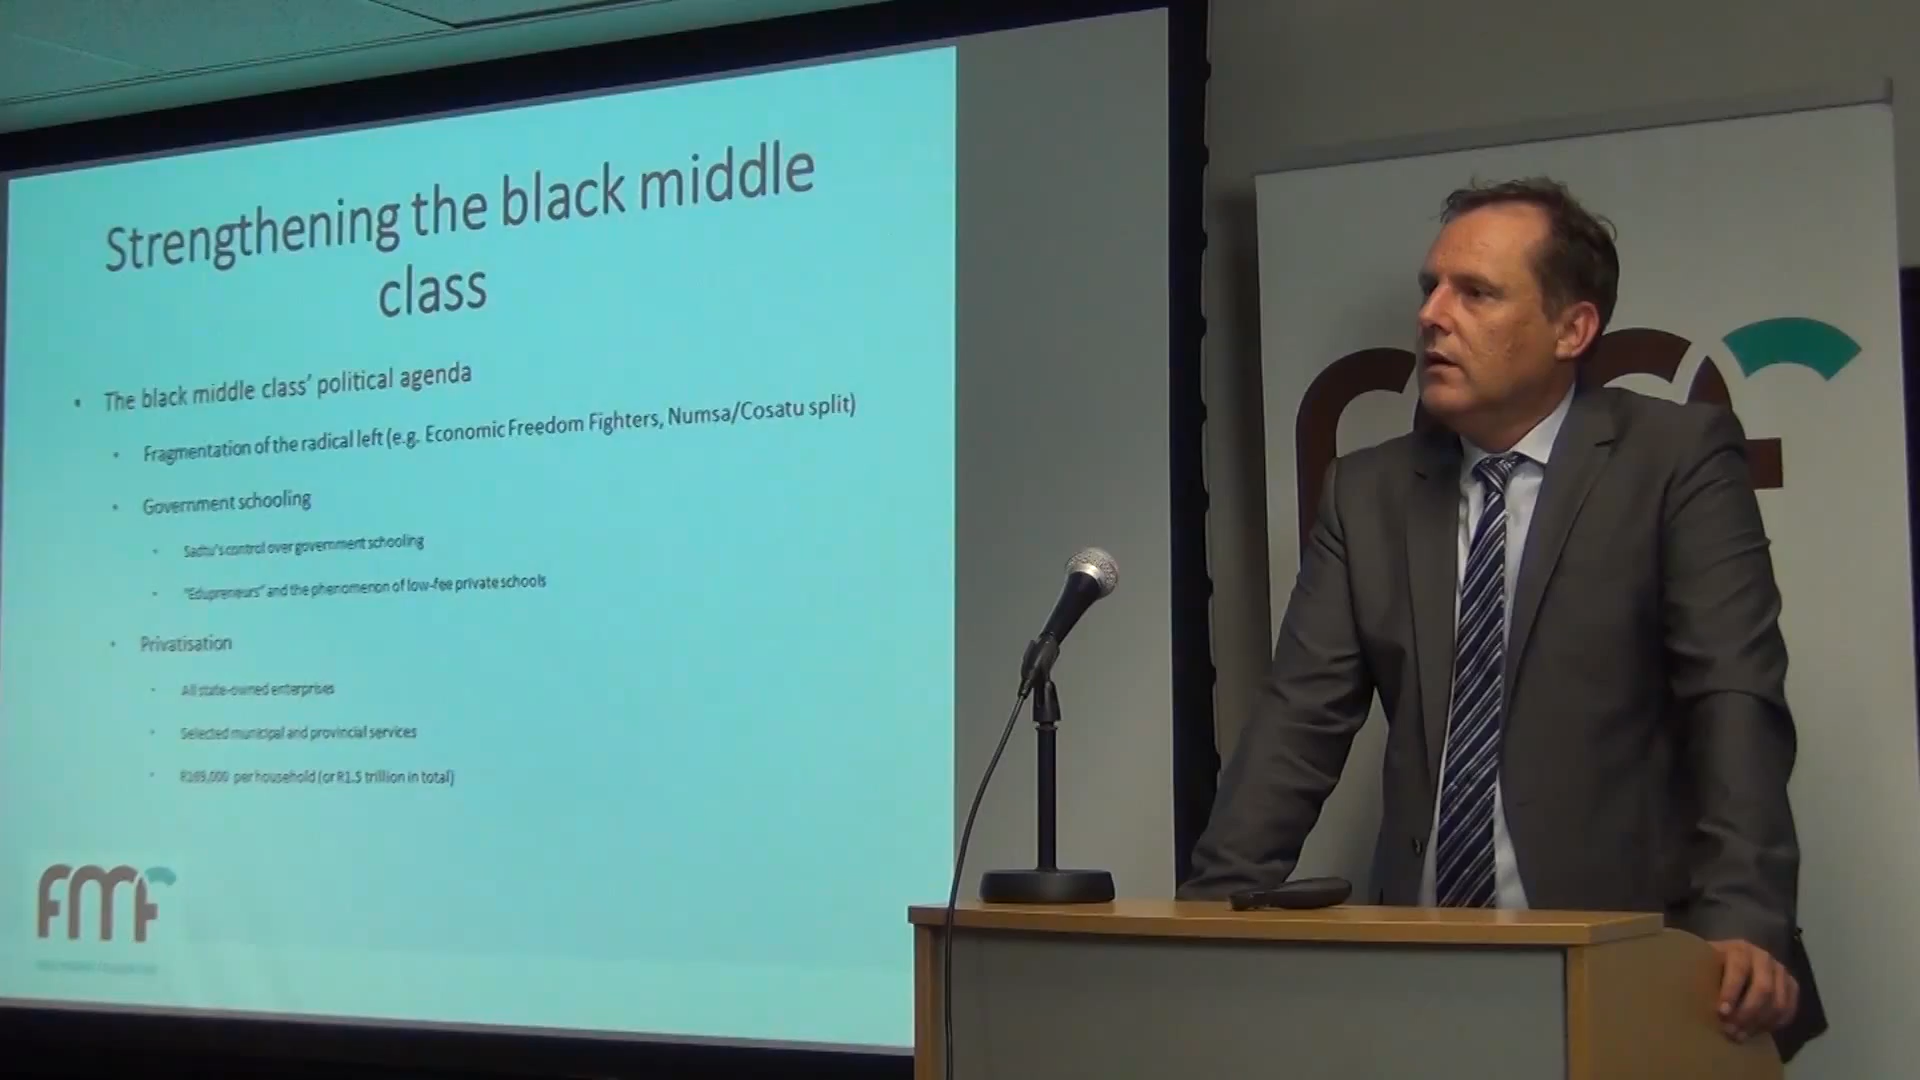 Strengthening the black middle
class
• The black middle class' political agenda
• Fragmentation of the radical left (e.g. Economic Freedom Fighters, Numsa/Cosatu split)
• Government schooling
• Sadtu's control over government schooling
• "Edupreneurs" and the phenomenon of low-fee private schools
• Privatisation
• All state-owned enterprises
• Selected municipal and provincial services
• per household (or R1.5 trillion in total)
FMF